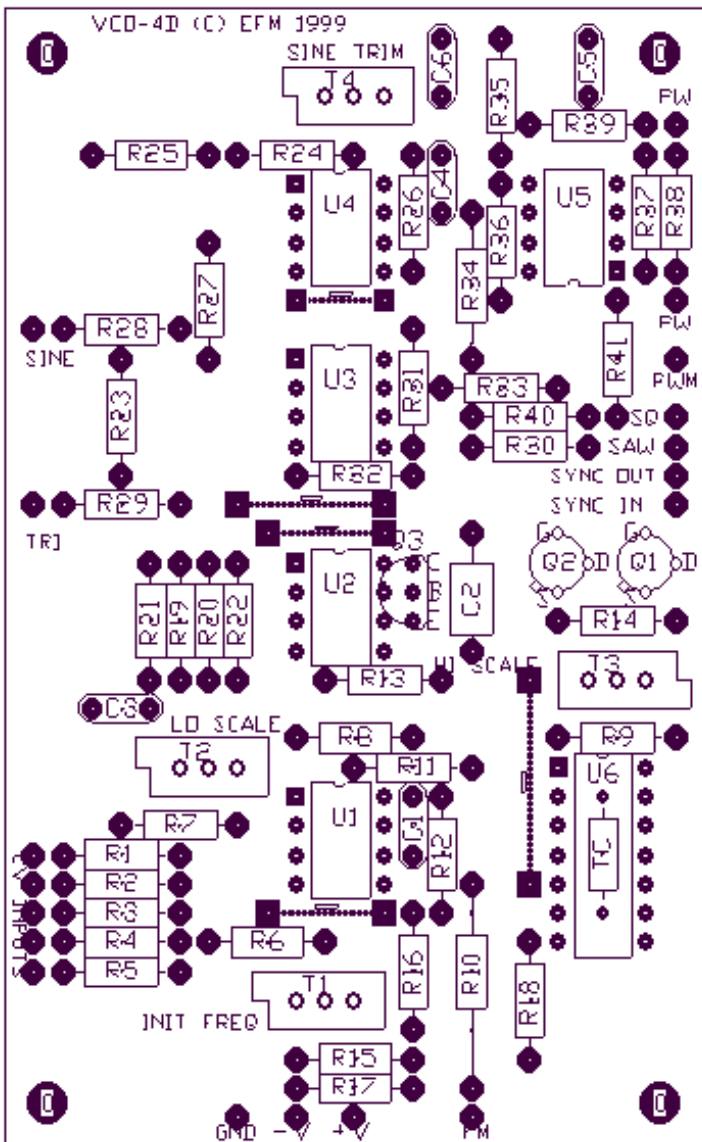 VCO-4D (C) EFM 1999
SINE TRIM
T4
C6
R35
C5
R39
PW
R25
R24
U4
R26
C4
R34
R36
U5
R37
R38
R27
PW
R28
SINE
R23
U3
R31
R33
R41
PWM
R40
SQ
R30
SAW
R32
SYNC OUT
R29
SYNC IN
TRI
Q3
C
B
E
U2
C2
G
Q2
D
S
G
Q1
D
S
R21
R19
R20
R22
R14
R13
HI SCALE
T3
C3
LO SCALE
T2
R8
R9
R11
U6
R7
U1
C1
R12
TC
CV INPUTS
R1
R2
R3
R4
R5
R6
R16
R10
R18
T1
INIT FREQ
R15
R17
GND -V +V
FM